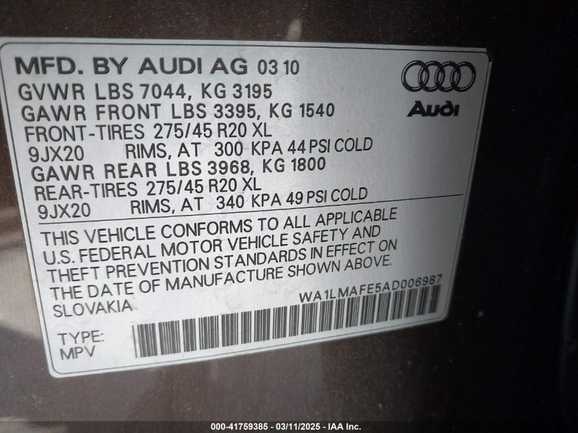 MFD. BY AUDI AG 03 10
GVWR LBS 7044, KG 3195
GAWR FRONT LBS 3395, KG 1540
FRONT-TIRES 275/45 R20 XL
9JX20 RIMS, AT 300 KPA 44 PSI COLD
GAWR REAR LBS 3968, KG 1800
REAR-TIRES 275/45 R20 XL
9JX20 RIMS, AT 340 KPA 49 PSI COLD
Audi
THIS VEHICLE CONFORMS TO ALL APPLICABLE
U.S. FEDERAL MOTOR VEHICLE SAFETY AND
THEFT PREVENTION STANDARDS IN EFFECT ON
THE DATE OF MANUFACTURE SHOWN ABOVE.
SLOVAKIA
WA1LMAFE5AD006987
TYPE:
MPV
000-41759385 - 03/11/2025 - IAA Inc.